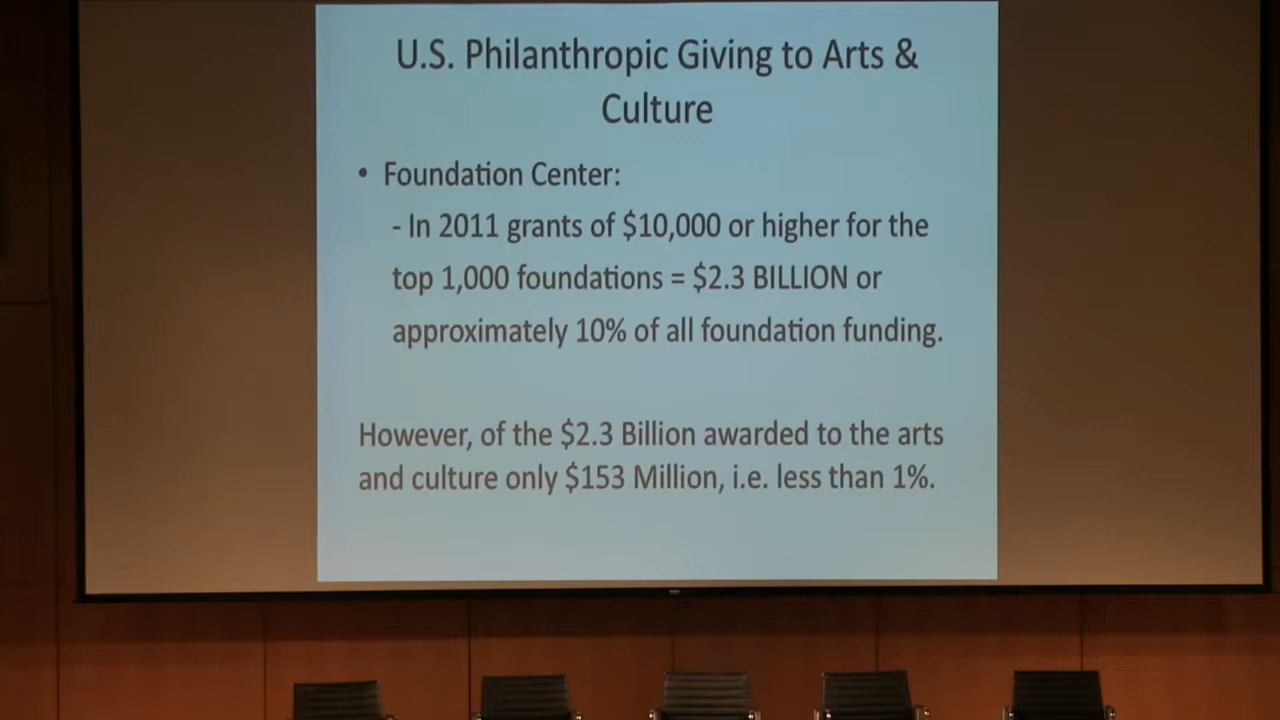 U.S. Philanthropic Giving to Arts &
Culture
• Foundation Center:
- In 2011 grants of $10,000 or higher for the
top 1,000 foundations = $2.3 BILLION or
approximately 10% of all foundation funding.
However, of the $2.3 Billion awarded to the arts
and culture only $153 Million, i.e. less than 1%.